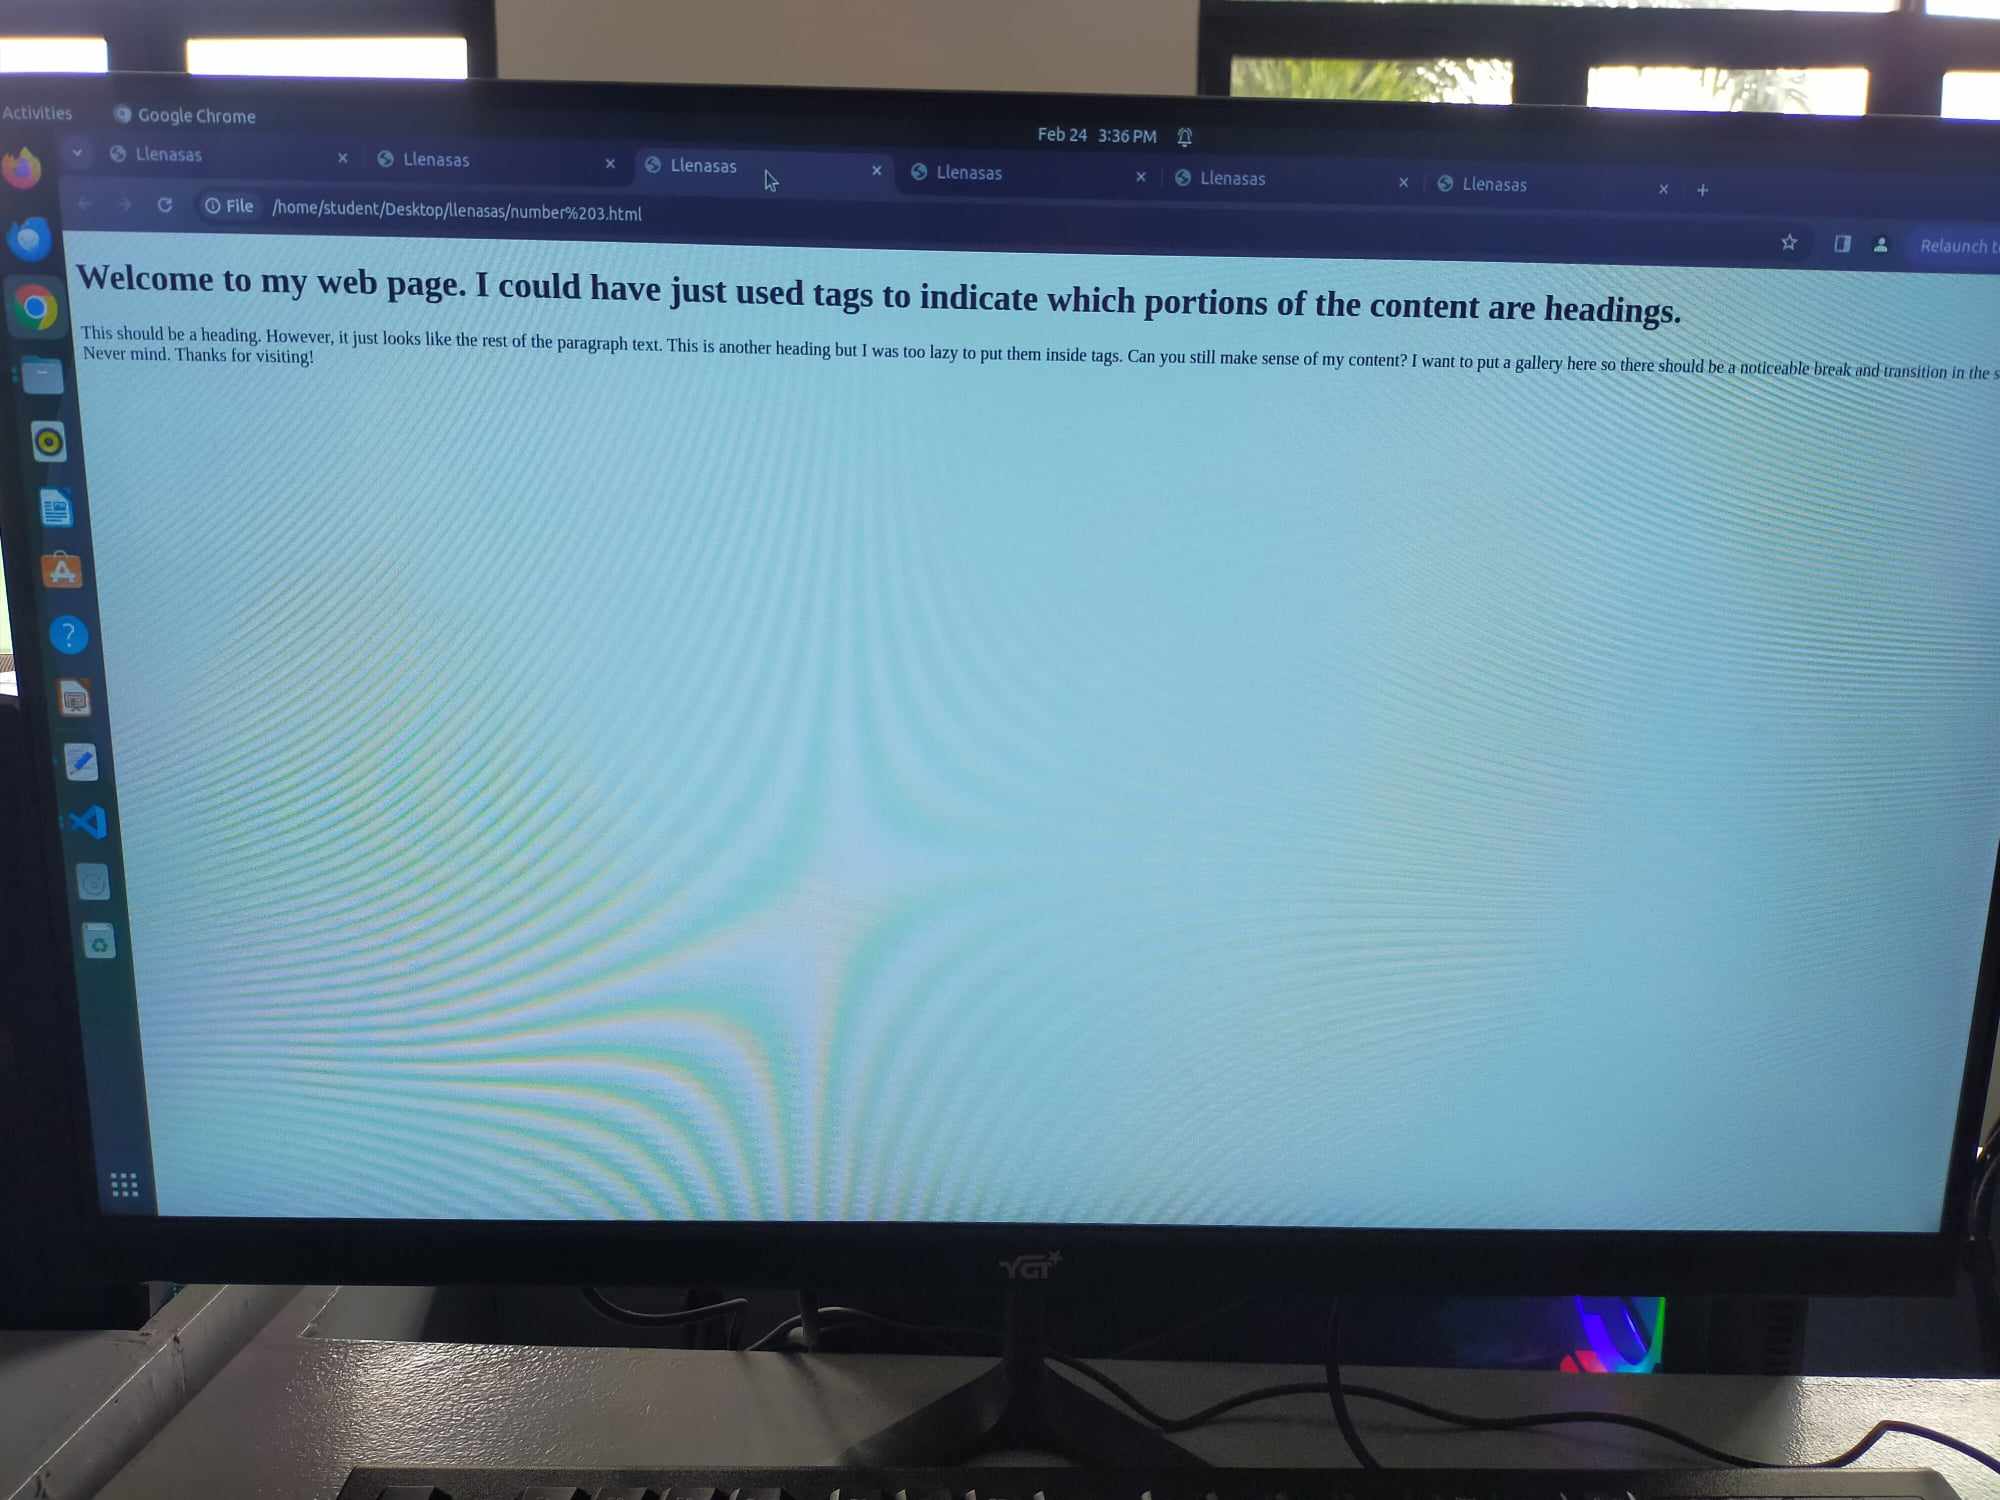 Activities
Google Chrome
Feb 24 3:36 PM
Llenasas
Llenasas
Llenasas
Llenasas
Llenasas
Llenasas
File
/home/student/Desktop/llenasas/number%203.html
Relaunch
Welcome to my web page. I could have just used tags to indicate which portions of the content are headings.
This should be a heading. However, it just looks like the rest of the paragraph text. This is another heading but I was too lazy to put them inside tags. Can you still make sense of my content? I want to put a gallery here so there should be a noticeable break and transition in the
Never mind. Thanks for visiting!
YGT